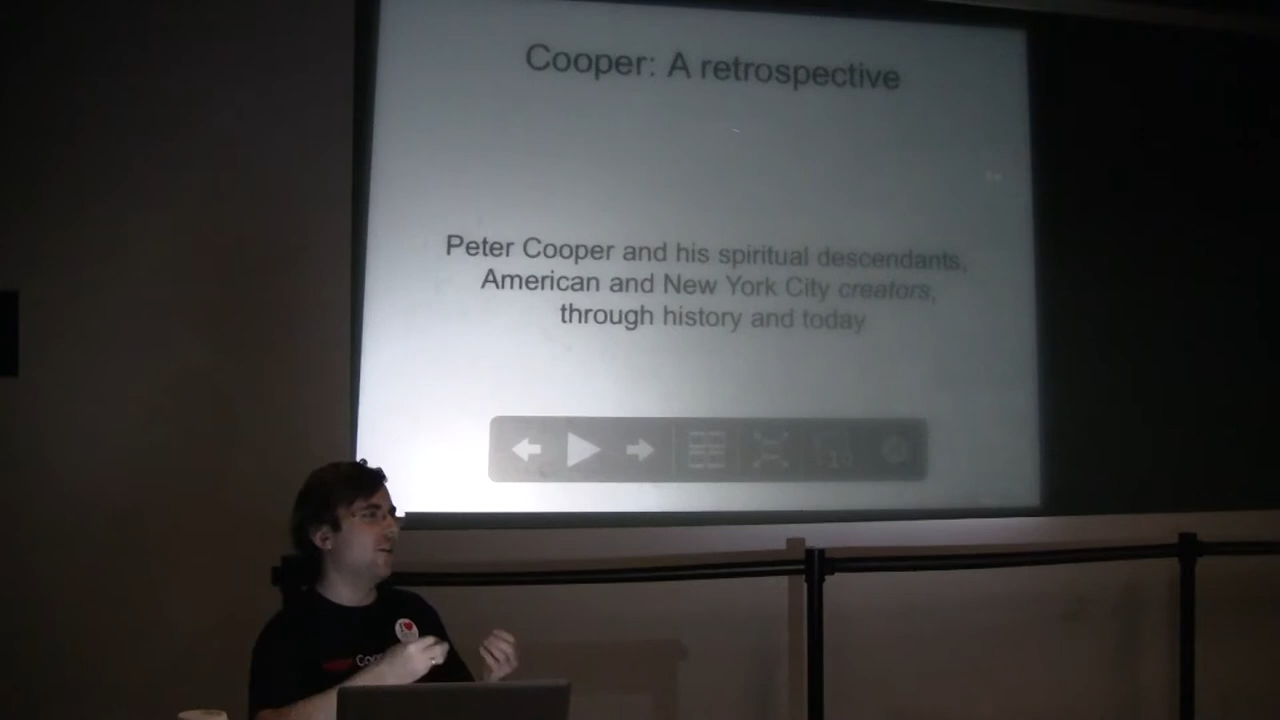 Cooper: A retrospective
Peter Cooper and his spiritual descendants,
American and New York City creators,
through history and today